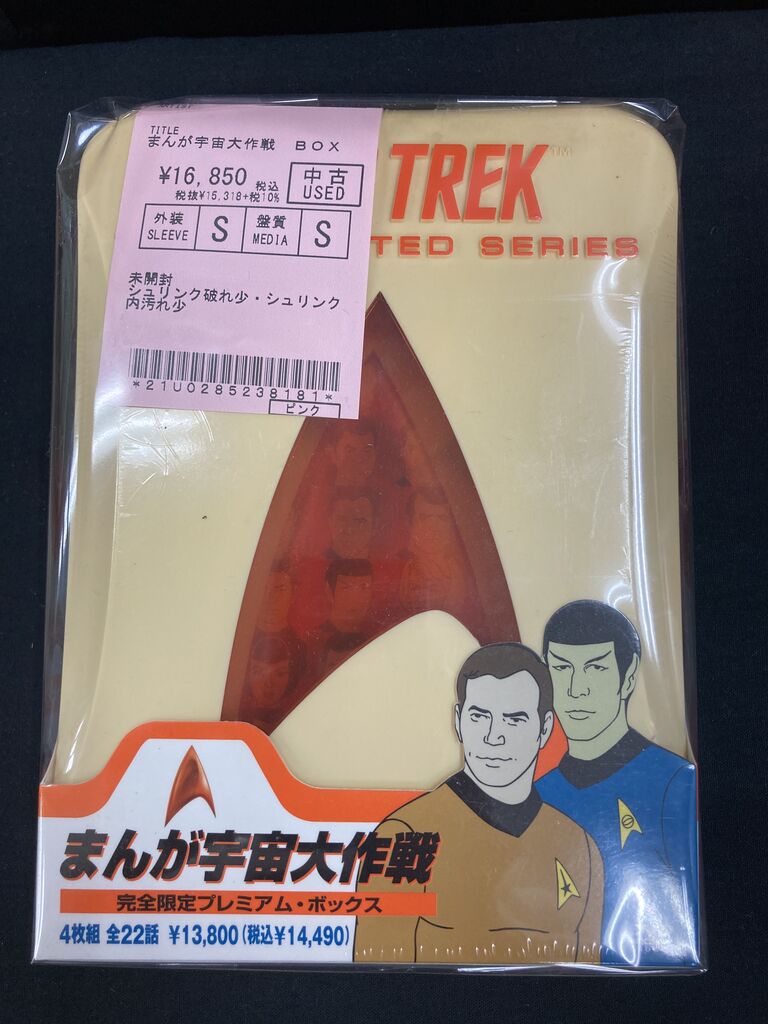 TITLE
まんが宇宙大作戦 BOX
¥16,850 税込
税抜¥15,318+税10%
中古
USED
外装
SLEEVE
S
盤質
MEDIA
S
未開封
シュリンク破れ少・シュリンク
内汚れ少
*21U0285238181*
ピンク
TREK™
TED SERIES
まんが宇宙大作戦
完全限定プレミアム・ボックス
4枚組 全22話 ¥13,800(税込¥14,490)